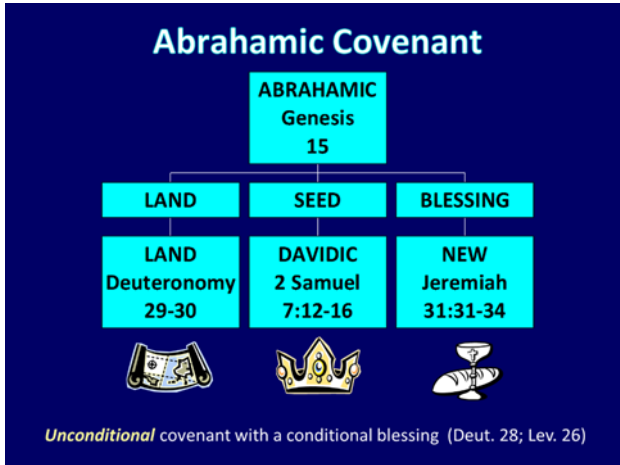 Abrahamic Covenant
ABRAHAMIC
Genesis
15
LAND
SEED
BLESSING
LAND
Deuteronomy
29-30
DAVIDIC
2 Samuel
7:12-16
NEW
Jeremiah
31:31-34
Unconditional covenant with a conditional blessing (Deut. 28; Lev. 26)